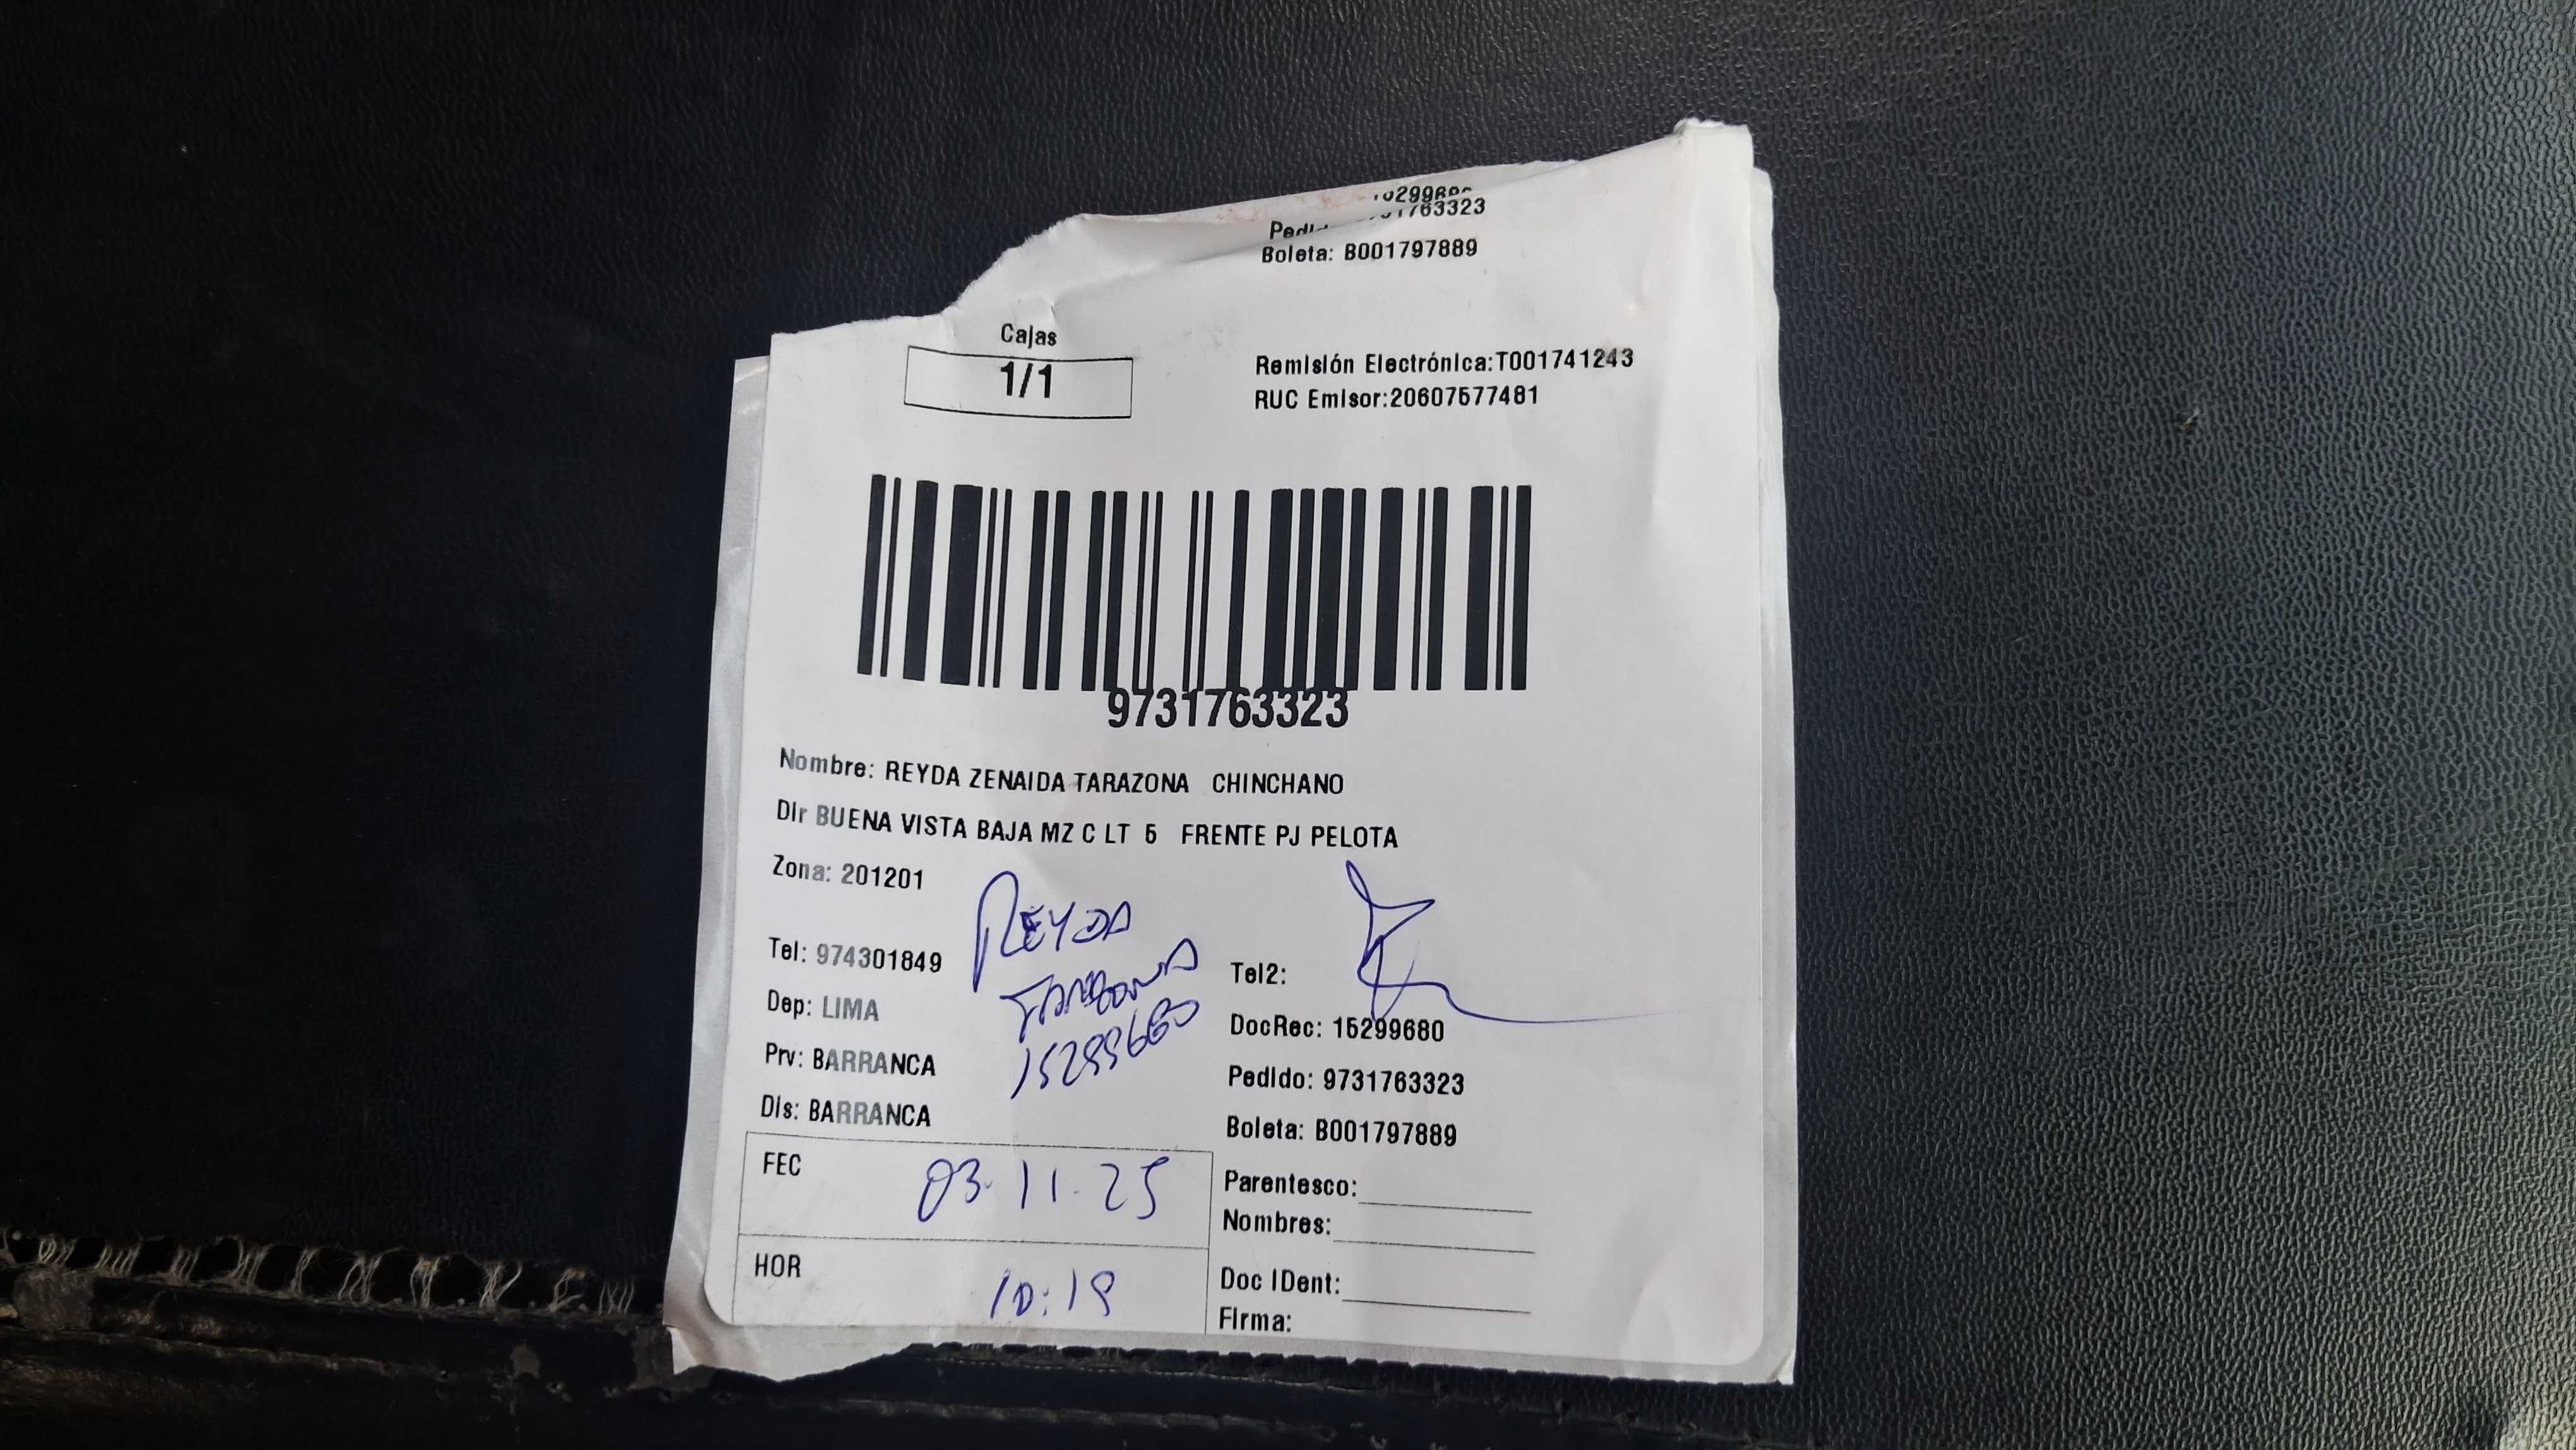 763323
Boleta: B001797889
Cajas
1/1
Remisión Electrónica:T001741243
RUC Emisor:20607577481
9731763323
Nombre: REYDA ZENAIDA TARAZONA CHINCHANO
Dir BUENA VISTA BAJA MZ C LT 5 FRENTE PJ PELOTA
Zona: 201201
REYDA
TARAZONA
15299680
Tel: 974301849
Tel2:
Dep: LIMA
DocRec: 15299680
Prv: BARRANCA
Pedido: 9731763323
Dis: BARRANCA
Boleta: B001797889
FEC 03.11.25
Parentesco:
Nombres:
HOR 10:19
Doc IDent:
Firma: